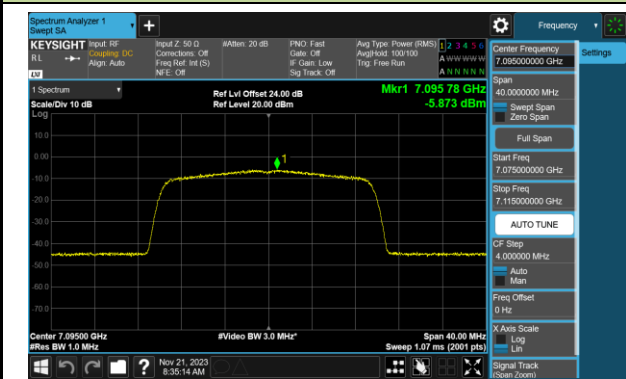 Spectrum Analyzer 1
Swept SA
+
Frequency
KEYSIGHT
RL
Input: RF
Coupling: DC
Align: Auto
Input Z: 50 Ω
Corrections: Off
Freq Ref: Int (S)
NFE: Off
#Atten: 20 dB
PNO: Fast
Gate: Off
IF Gain: Low
Sig Track: Off
Avg Type: Power (RMS)
Avg|Hold: 100/100
Trig: Free Run
1 2 3 4 5 6
A W W W W W
A N N N N N
LXI
1 Spectrum
Scale/Div 10 dB
Log
Ref Lvl Offset 24.00 dB
Ref Level 20.00 dBm
Mkr1 7.095 78 GHz
-5.873 dBm
10.0
0.00
-10.0
-20.0
-30.0
-40.0
-50.0
-60.0
-70.0
1
Center 7.09500 GHz
#Res BW 1.0 MHz
#Video BW 3.0 MHz*
Span 40.00 MHz
Sweep 1.07 ms (2001 pts)
?
Nov 21, 2023
8:35:14 AM
Center Frequency
7.095000000 GHz
Span
40.0000000 MHz
Swept Span
Zero Span
Full Span
Start Freq
7.075000000 GHz
Stop Freq
7.115000000 GHz
AUTO TUNE
CF Step
4.000000 MHz
Auto
Man
Freq Offset
0 Hz
X Axis Scale
Log
Lin
Signal Track
(Span Zoom)
Settings